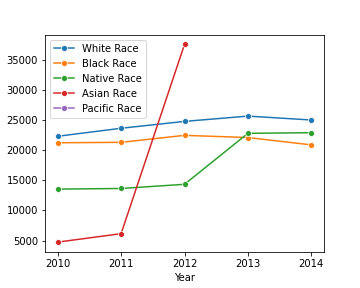 White Race
Black Race
Native Race
Asian Race
Pacific Race
35000
30000
25000
20000
15000
10000
5000
2010 2011 2012 2013 2014
Year